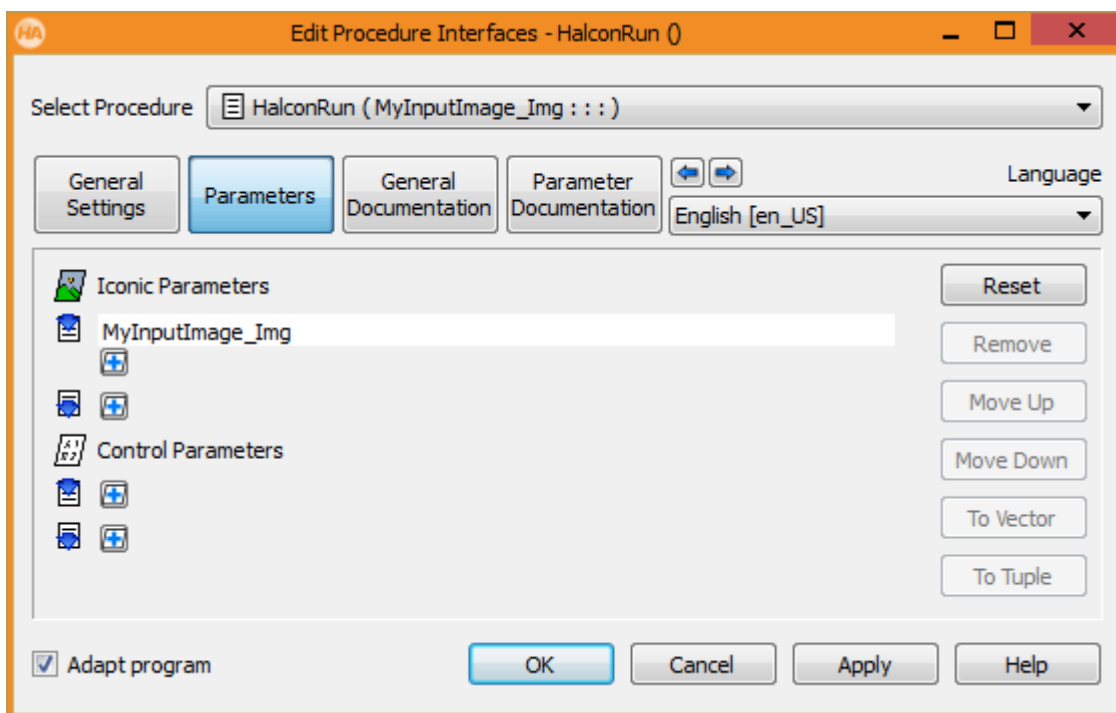 HA
Edit Procedure Interfaces - HalconRun ()
Select Procedure
HalconRun ( MyInputImage_Img : : : )
General
Settings
Parameters
General
Documentation
Parameter
Documentation
Language
English [en_US]
Iconic Parameters
Reset
MyInputImage_Img
Remove
Move Up
Control Parameters
Move Down
To Vector
To Tuple
Adapt program
OK
Cancel
Apply
Help